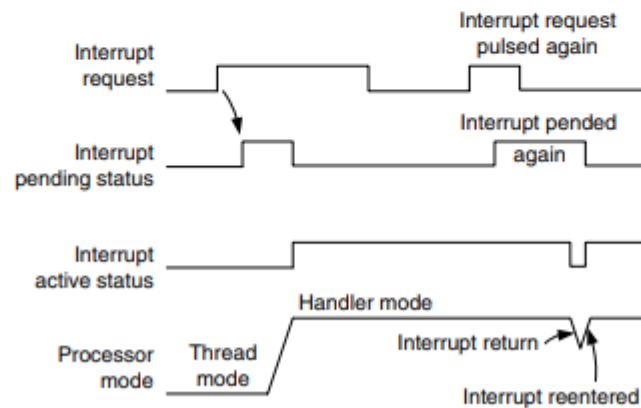 Interrupt
request
Interrupt request
pulsed again
Interrupt
pending status
Interrupt pended
again
Interrupt
active status
Processor
mode
Thread
mode
Handler mode
Interrupt return
Interrupt reentered